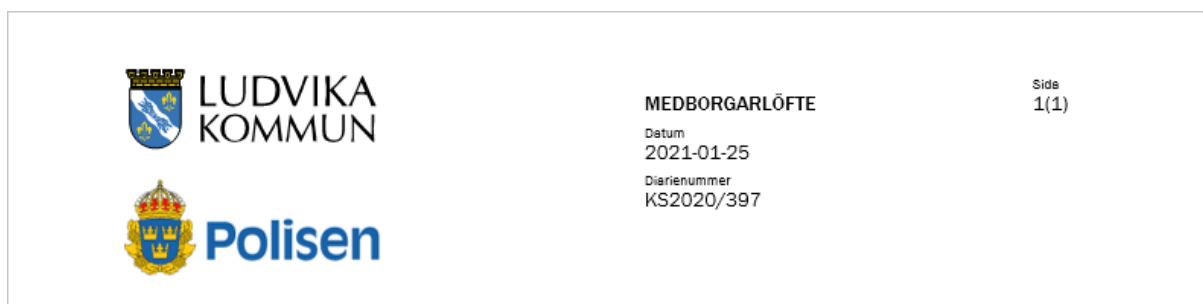 LUDVIKA
KOMMUN
Polisen
MEDBORGARLÖFTE
Datum
2021-01-25
Diarienummer
KS2020/397
Sida
1(1)